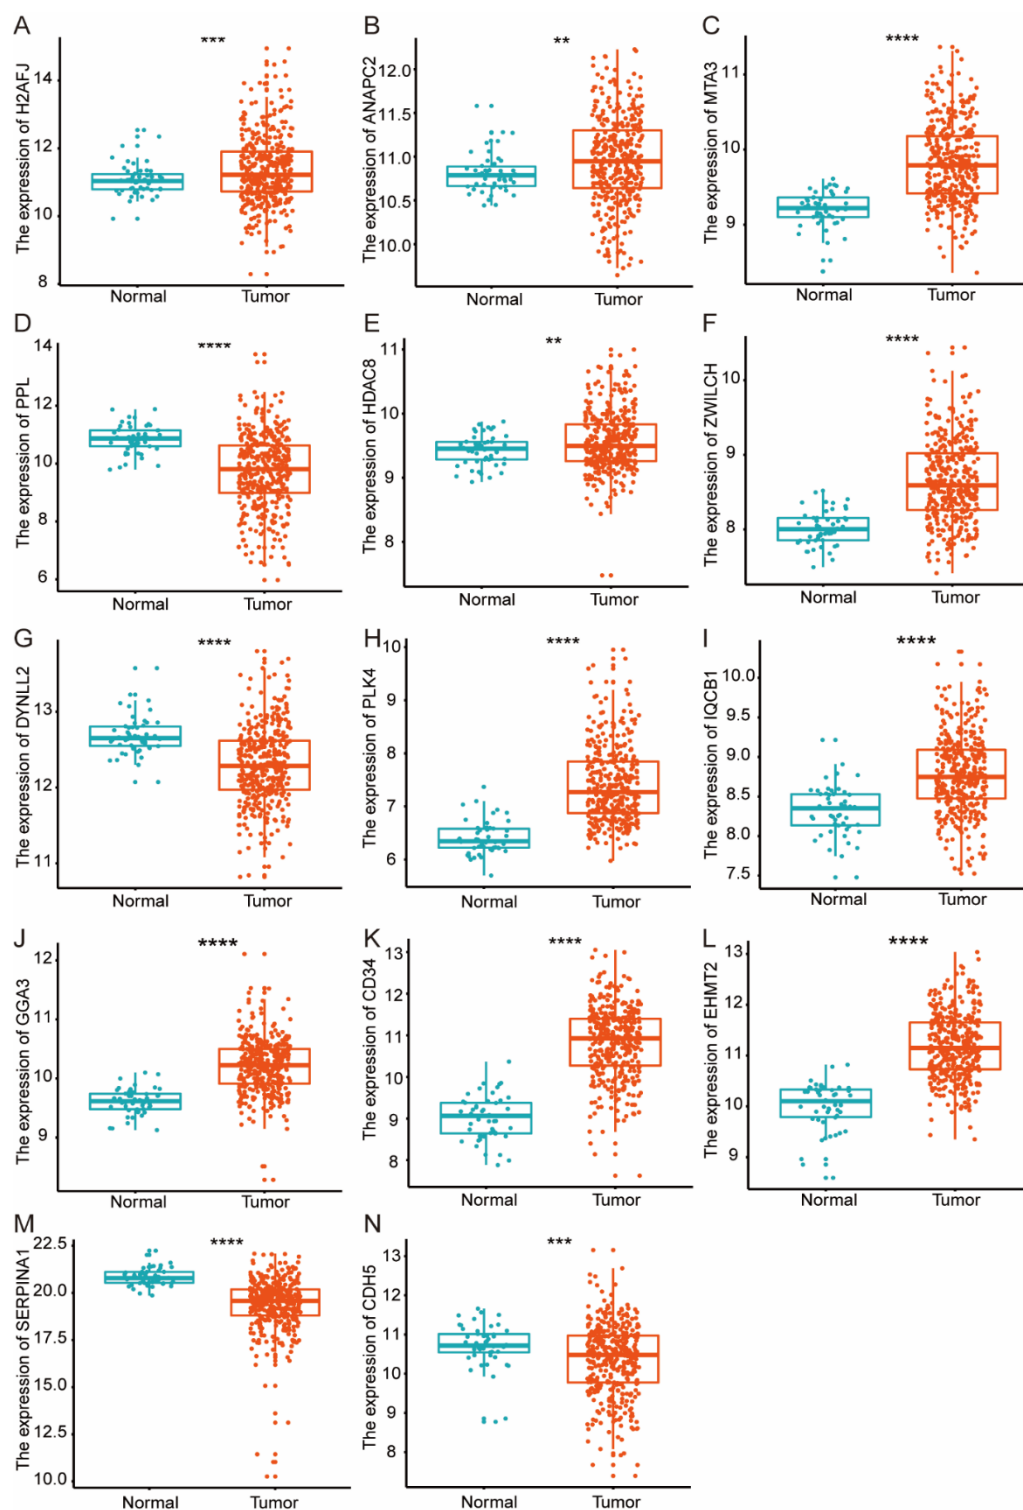 A
***
The expression of H2AFJ
14
12
10
8
Normal Tumor
B
**
The expression of ANAPC2
12.0
11.5
11.0
10.5
10.0
Normal Tumor
C
****
The expression of MTA3
11
10
9
Normal Tumor
D
****
The expression of PPL
14
12
10
8
6
Normal Tumor
E
**
The expression of HDAC8
11
10
9
8
Normal Tumor
F
****
The expression of ZWILCH
10
9
8
Normal Tumor
G
****
The expression of DYNLL2
13
12
11
Normal Tumor
H
****
The expression of PLK4
10
9
8
7
6
Normal Tumor
I
****
The expression of IQCB1
10.0
9.5
9.0
8.5
8.0
7.5
Normal Tumor
J
****
The expression of GGA3
12
11
10
9
Normal Tumor
K
****
The expression of CD34
13
12
11
10
9
8
Normal Tumor
L
****
The expression of EHMT2
13
12
11
10
9
Normal Tumor
M
****
The expression of SERPINA1
22.5
20.0
17.5
15.0
12.5
10.0
Normal Tumor
N
***
The expression of CDH5
13
12
11
10
9
8
Normal Tumor